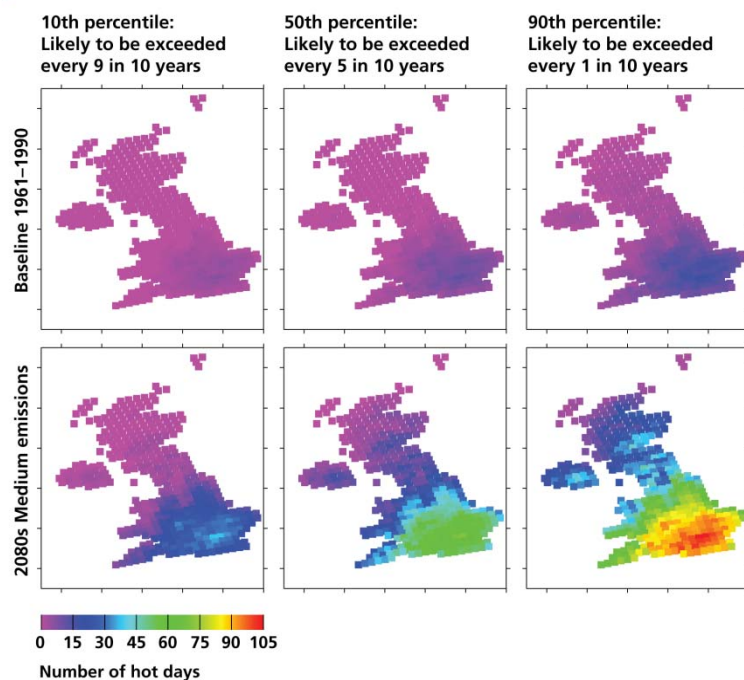 10th percentile:
Likely to be exceeded
every 9 in 10 years
50th percentile:
Likely to be exceeded
every 5 in 10 years
90th percentile:
Likely to be exceeded
every 1 in 10 years
Baseline 1961–1990
2080s Medium emissions
0 15 30 45 60 75 90 105
Number of hot days